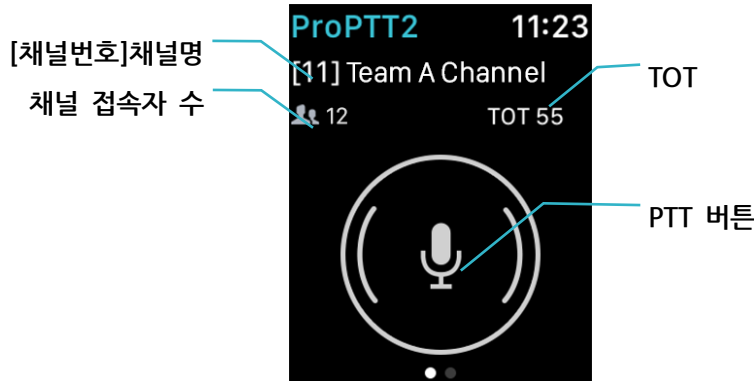 ProPTT2 11:23
[채널번호]채널명
[11] Team A Channel
TOT
채널 접속자 수
12 TOT 55
PTT 버튼